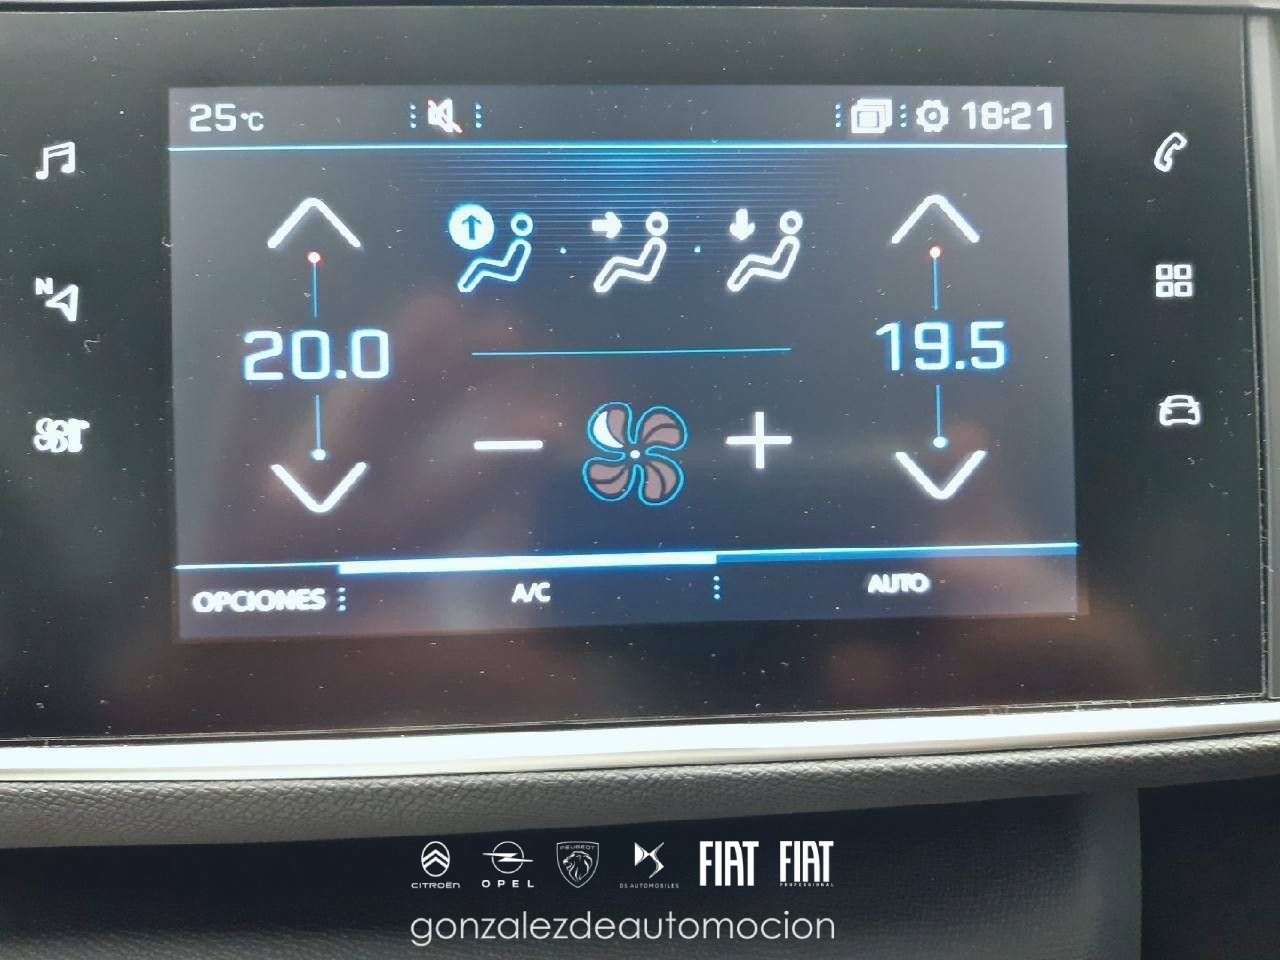 25°C 18:21
N
20.0 19.5
OPCIONES A/C AUTO
CITROËN OPEL PEUGEOT DS AUTOMOBILES FIAT FIAT
PROFESSIONAL
gonzalezdeautomocion